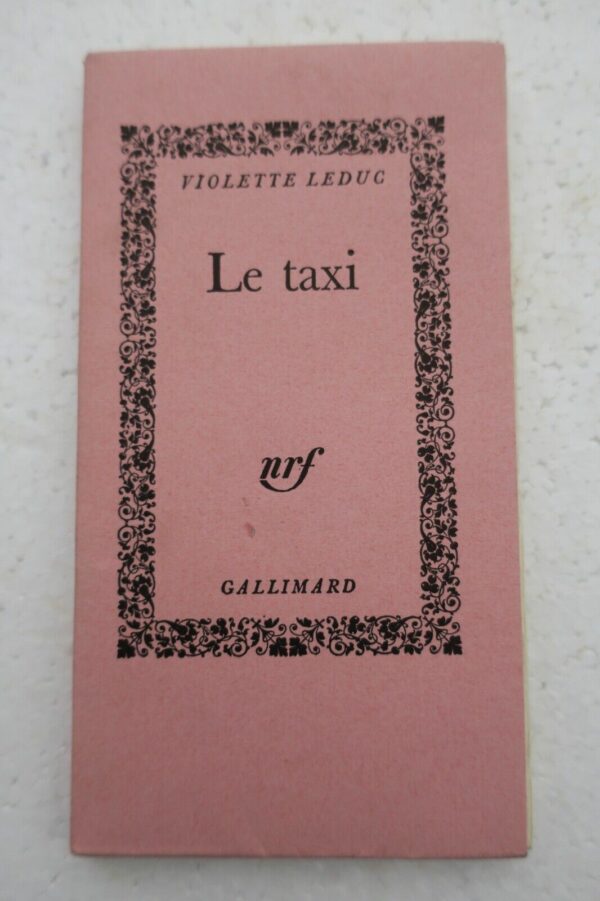 VIOLETTE LEDUC
Le taxi
nrf
GALLIMARD